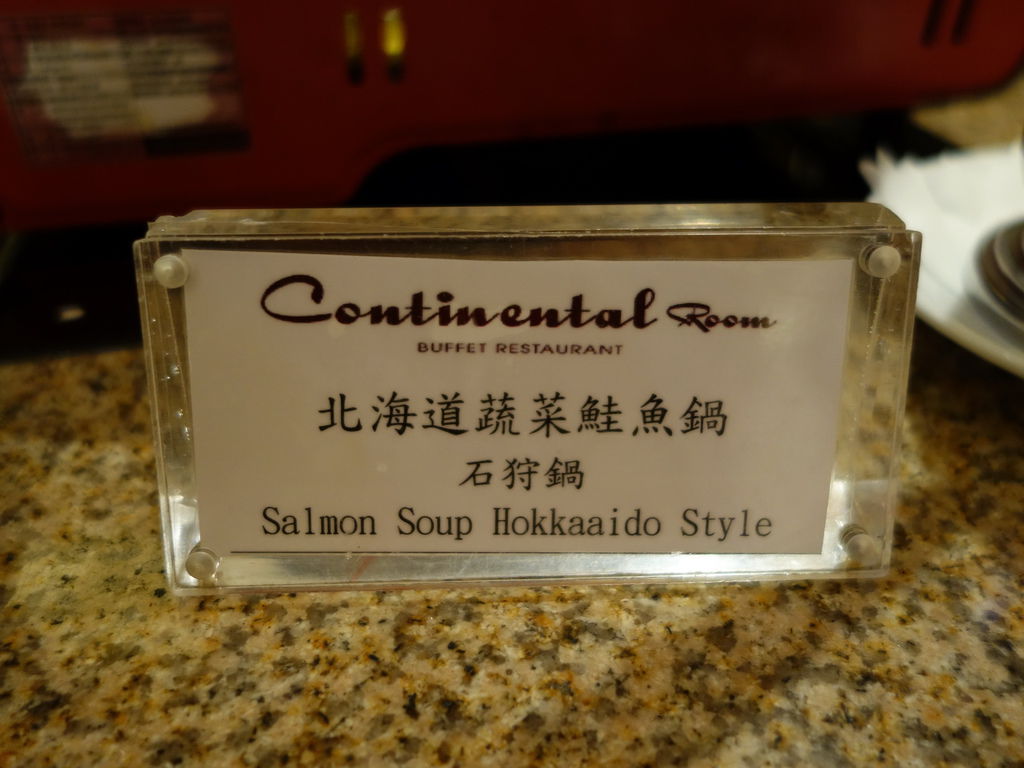 Continental Room
BUFFET RESTAURANT
北海道蔬菜鮭魚鍋
石狩鍋
Salmon Soup Hokkaaido Style